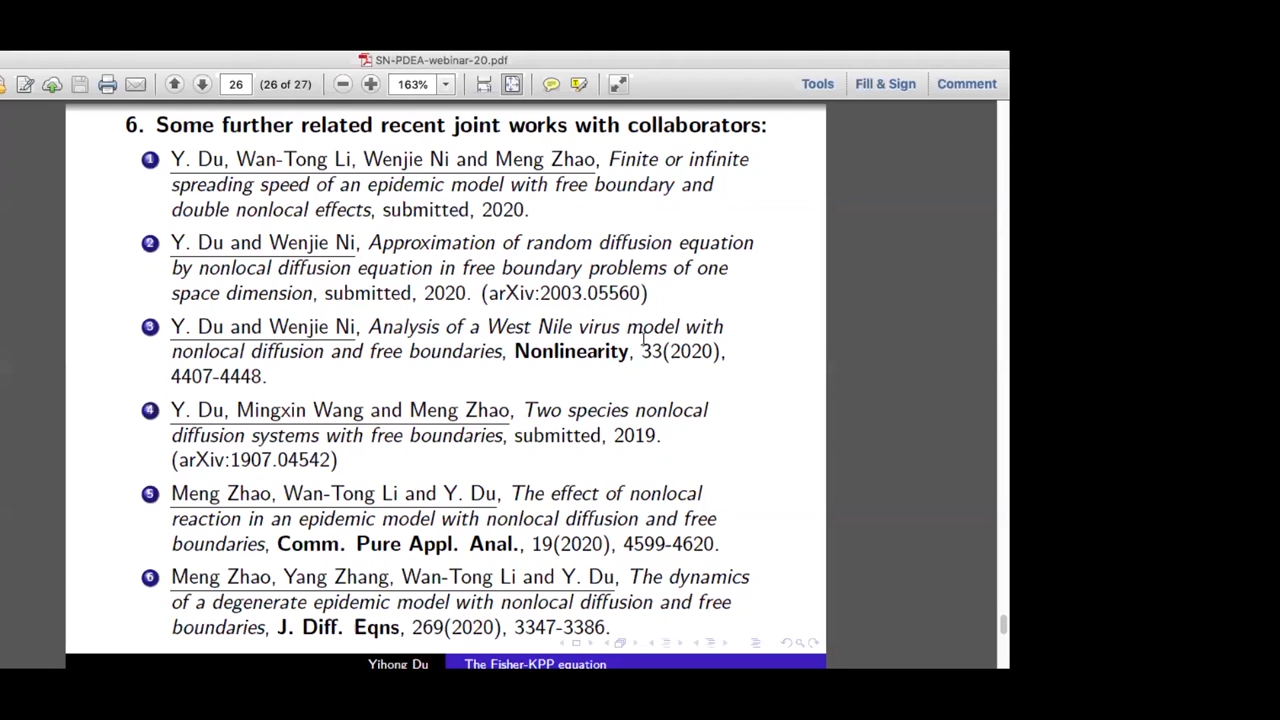 SN-PDEA-webinar-20.pdf
26 (26 of 27) 163% Tools Fill & Sign Comment
6. Some further related recent joint works with collaborators:
1 Y. Du, Wan-Tong Li, Wenjie Ni and Meng Zhao, Finite or infinite
spreading speed of an epidemic model with free boundary and
double nonlocal effects, submitted, 2020.
2 Y. Du and Wenjie Ni, Approximation of random diffusion equation
by nonlocal diffusion equation in free boundary problems of one
space dimension, submitted, 2020. (arXiv:2003.05560)
3 Y. Du and Wenjie Ni, Analysis of a West Nile virus model with
nonlocal diffusion and free boundaries, Nonlinearity, 33(2020),
4407-4448.
4 Y. Du, Mingxin Wang and Meng Zhao, Two species nonlocal
diffusion systems with free boundaries, submitted, 2019.
(arXiv:1907.04542)
5 Meng Zhao, Wan-Tong Li and Y. Du, The effect of nonlocal
reaction in an epidemic model with nonlocal diffusion and free
boundaries, Comm. Pure Appl. Anal., 19(2020), 4599-4620.
6 Meng Zhao, Yang Zhang, Wan-Tong Li and Y. Du, The dynamics
of a degenerate epidemic model with nonlocal diffusion and free
boundaries, J. Diff. Eqns, 269(2020), 3347-3386.
Yihong Du The Fisher-KPP equation